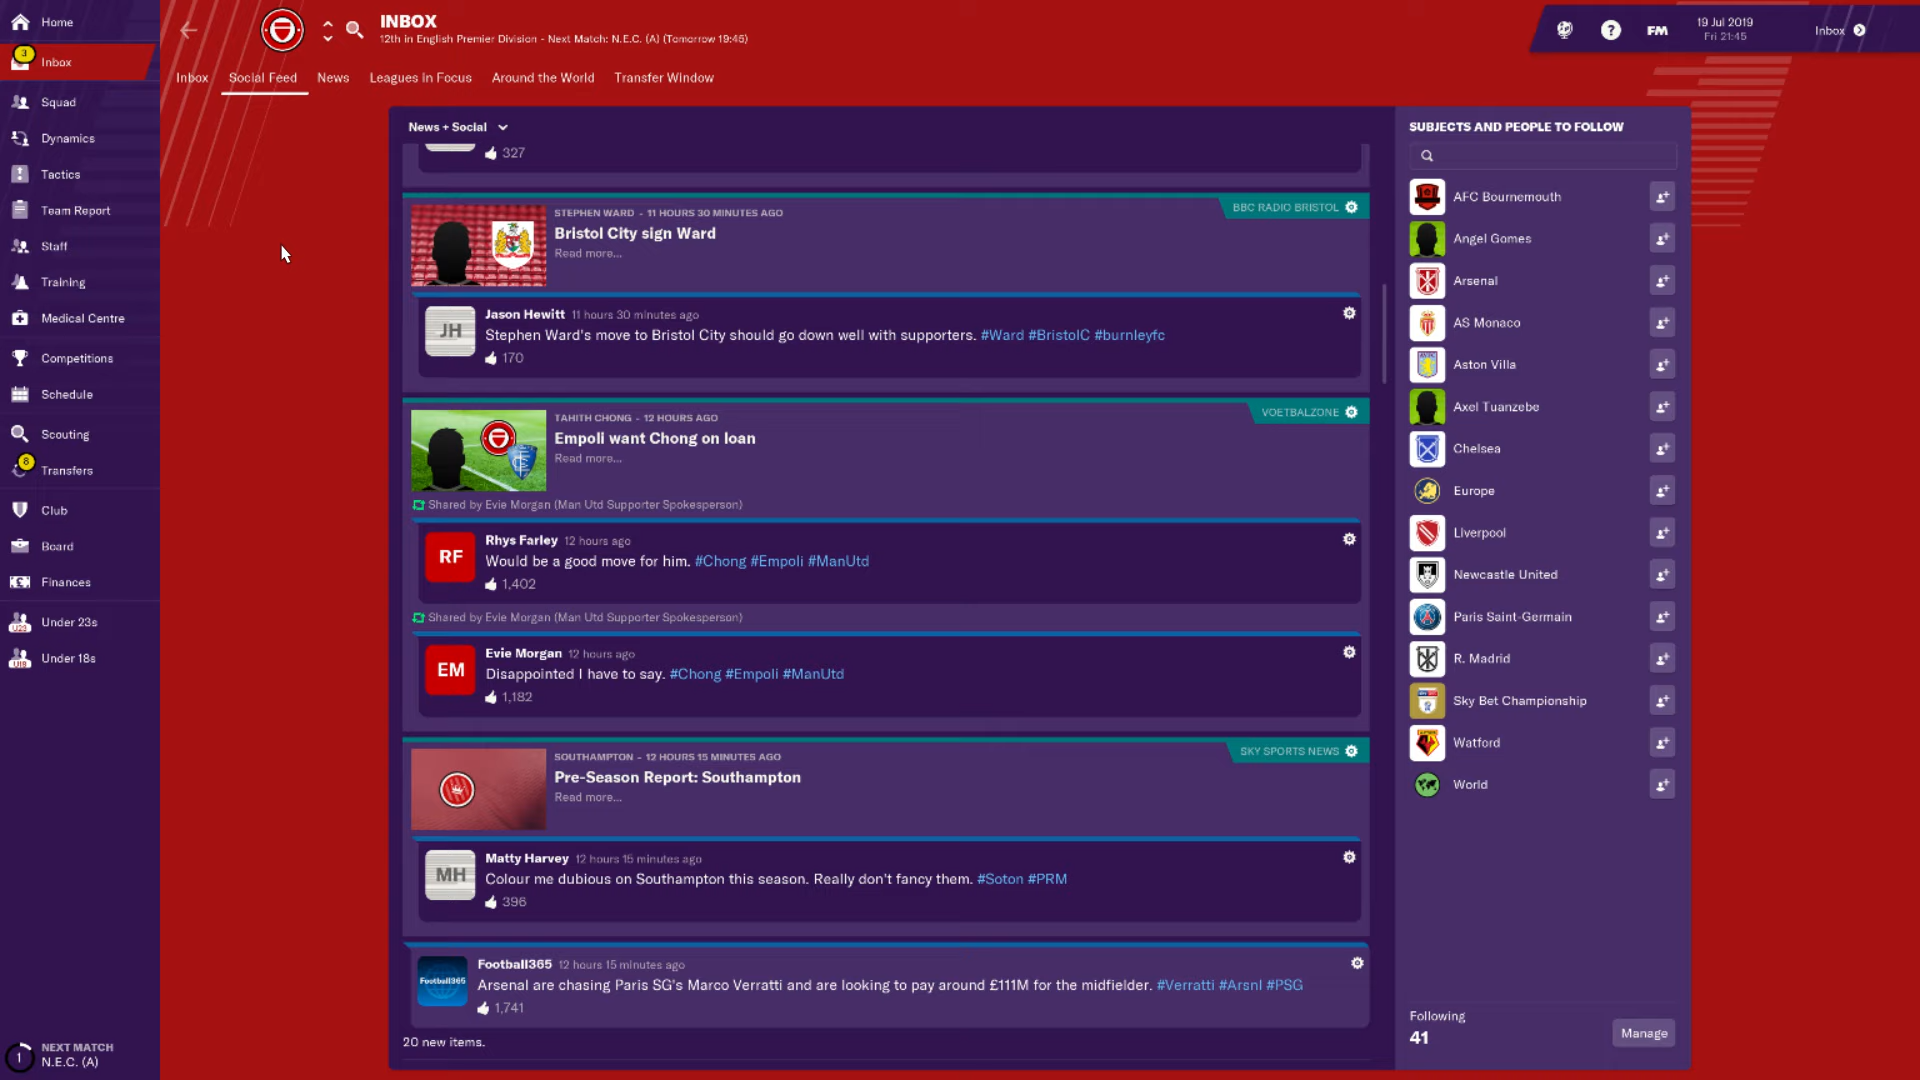 Home
3
Inbox
Squad
Dynamics
Tactics
Team Report
Staff
Training
Medical Centre
Competitions
Schedule
Scouting
6
Transfers
Club
Board
Finances
U23
Under 23s
U18
Under 18s
1
NEXT MATCH
N.E.C. (A)
INBOX
12th in English Premier Division - Next Match: N.E.C. (A) (Tomorrow 19:45)
?
FM
19 Jul 2019
Fri 21:45
Inbox
Inbox
Social Feed
News
Leagues In Focus
Around the World
Transfer Window
News + Social
327
STEPHEN WARD - 11 HOURS 30 MINUTES AGO
BBC RADIO BRISTOL
Bristol City sign Ward
Read more...
JH
Jason Hewitt 11 hours 30 minutes ago
Stephen Ward's move to Bristol City should go down well with supporters. #Ward #BristolC #burnleyfc
170
TAHITH CHONG - 12 HOURS AGO
VOETBALZONE
Empoli want Chong on loan
Read more...
Shared by Evie Morgan (Man Utd Supporter Spokesperson)
RF
Rhys Farley 12 hours ago
Would be a good move for him. #Chong #Empoli #ManUtd
1,402
Shared by Evie Morgan (Man Utd Supporter Spokesperson)
EM
Evie Morgan 12 hours ago
Disappointed I have to say. #Chong #Empoli #ManUtd
1,182
SOUTHAMPTON - 12 HOURS 15 MINUTES AGO
SKY SPORTS NEWS
Pre-Season Report: Southampton
Read more...
MH
Matty Harvey 12 hours 15 minutes ago
Colour me dubious on Southampton this season. Really don't fancy them. #Soton #PRM
396
Football365
Football365 12 hours 15 minutes ago
Arsenal are chasing Paris SG's Marco Verratti and are looking to pay around £111M for the midfielder. #Verratti #Arsnl #PSG
1,741
20 new items.
SUBJECTS AND PEOPLE TO FOLLOW
AFC Bournemouth
Angel Gomes
Arsenal
AS Monaco
Aston Villa
Axel Tuanzebe
Chelsea
Europe
Liverpool
Newcastle United
Paris Saint-Germain
R. Madrid
Sky Bet Championship
Watford
World
Following
41
Manage